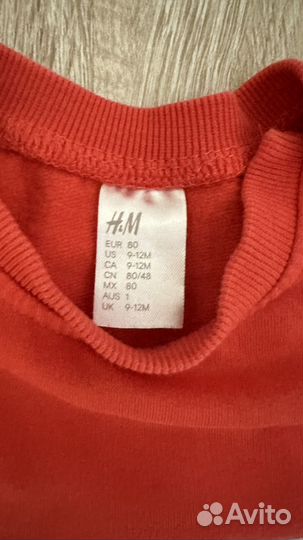 H&M
EUR 80
US 9-12M
CA 9-12M
CN 80/48
MX 80
AUS 1
UK 9-12M
Avito